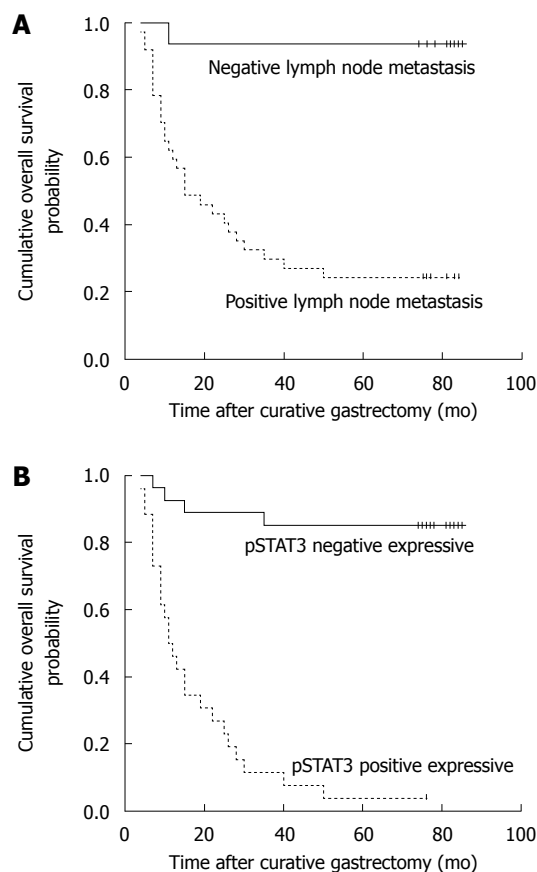 A
Cumulative overall survival
probability
1.0
0.8
0.6
0.4
0.2
0.0
Negative lymph node metastasis
Positive lymph node metastasis
0 20 40 60 80 100
Time after curative gastrectomy (mo)
B
Cumulative overall survival
probability
1.0
0.8
0.6
0.4
0.2
0.0
pSTAT3 negative expressive
pSTAT3 positive expressive
0 20 40 60 80 100
Time after curative gastrectomy (mo)